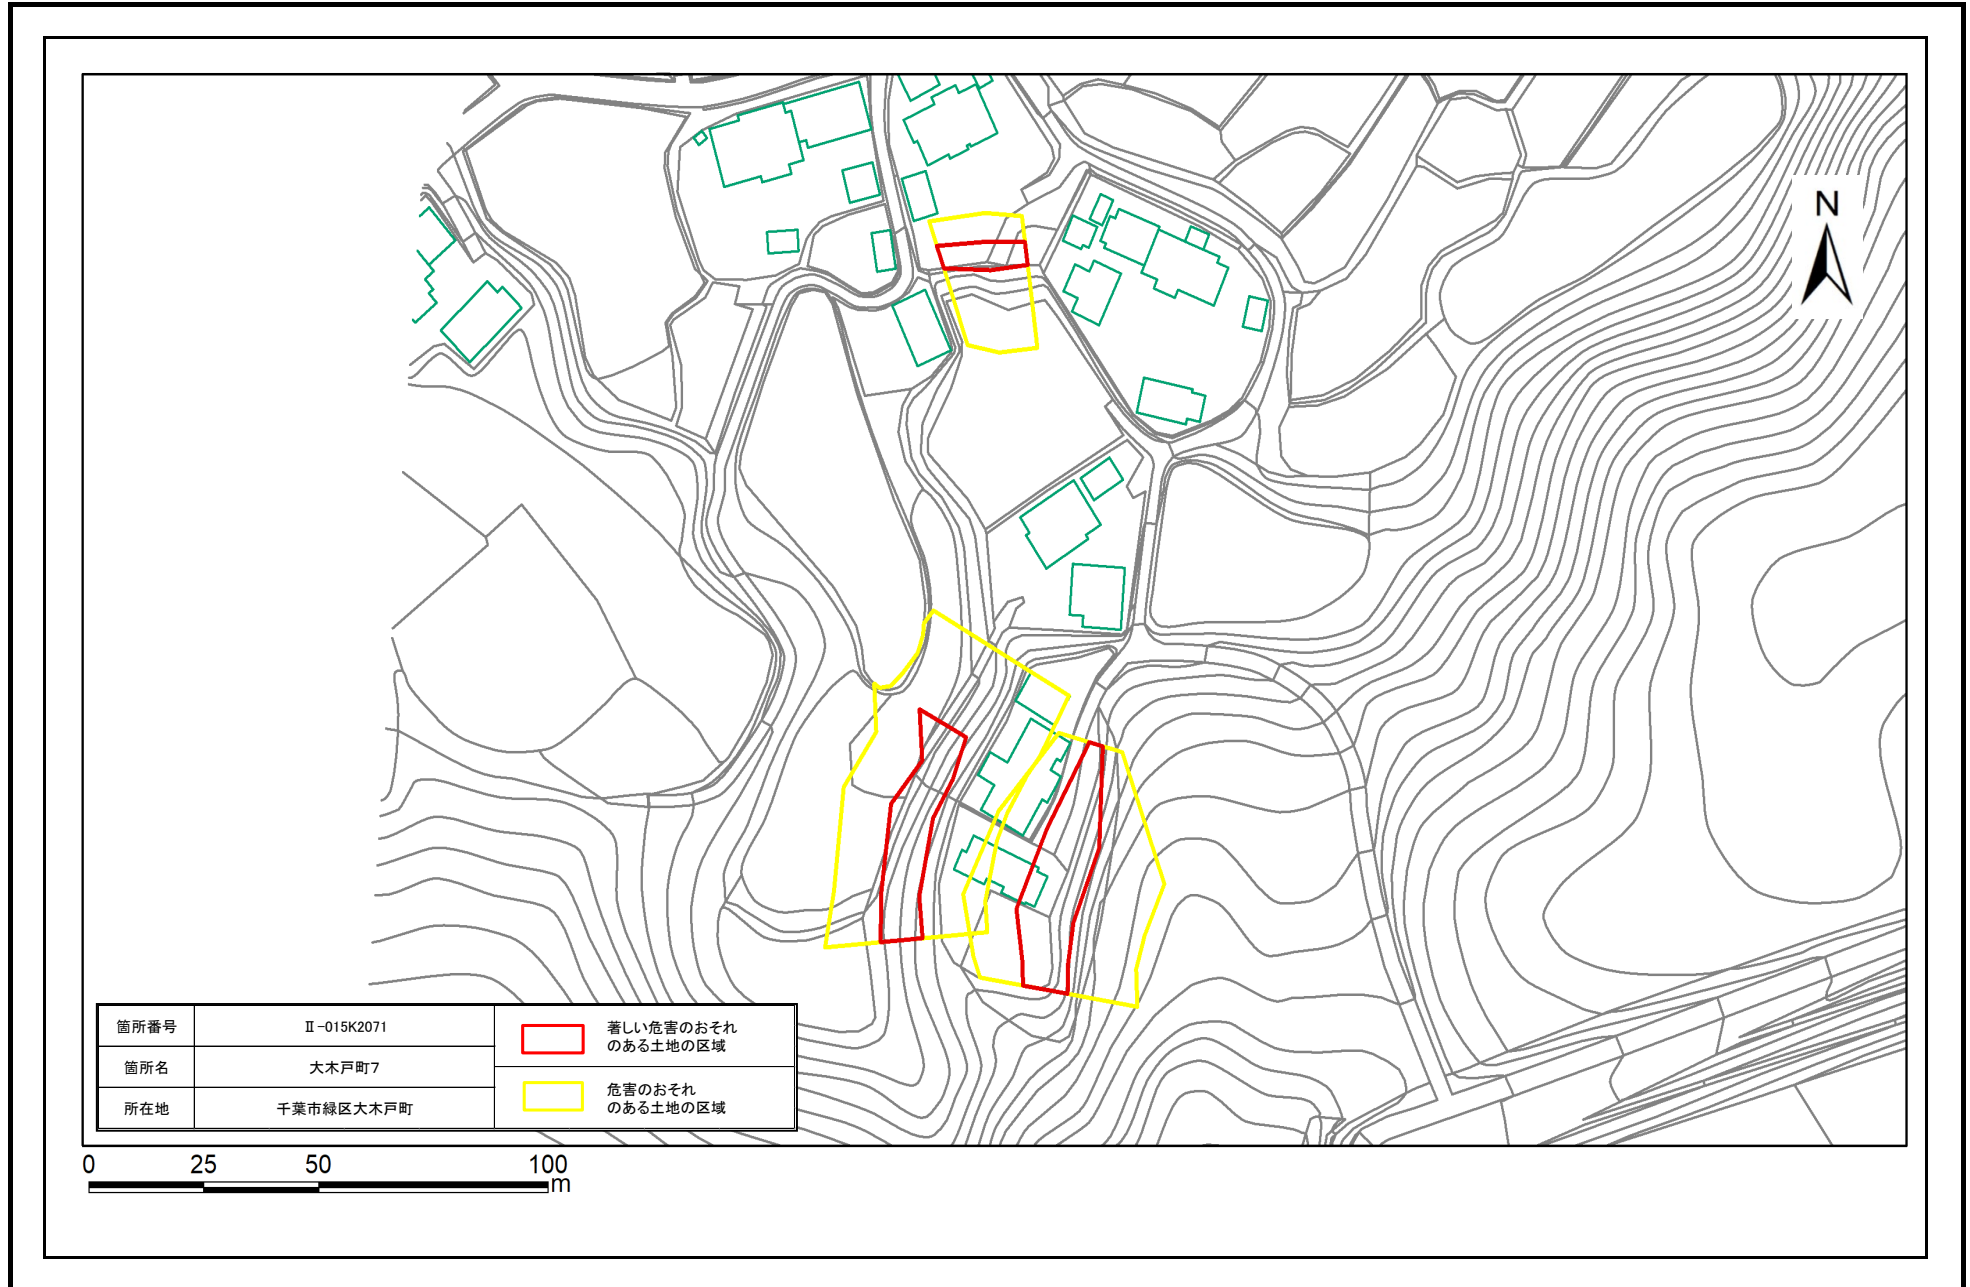 N
箇所番号
Ⅱ-015K2071
箇所名
大木戸町7
所在地
千葉市緑区大木戸町
著しい危害のおそれ
のある土地の区域
危害のおそれ
のある土地の区域
0 25 50 100
m